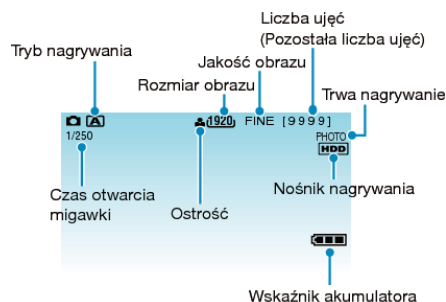 Liczba ujęć
(Pozostała liczba ujęć)
Tryb nagrywania
Jakość obrazu
Rozmiar obrazu
Trwa nagrywanie
A 1920 FINE [9999]
1/250
PHOTO
HDD
Nośnik nagrywania
Czas otwarcia
migawki
Ostrość
Wskaźnik akumulatora